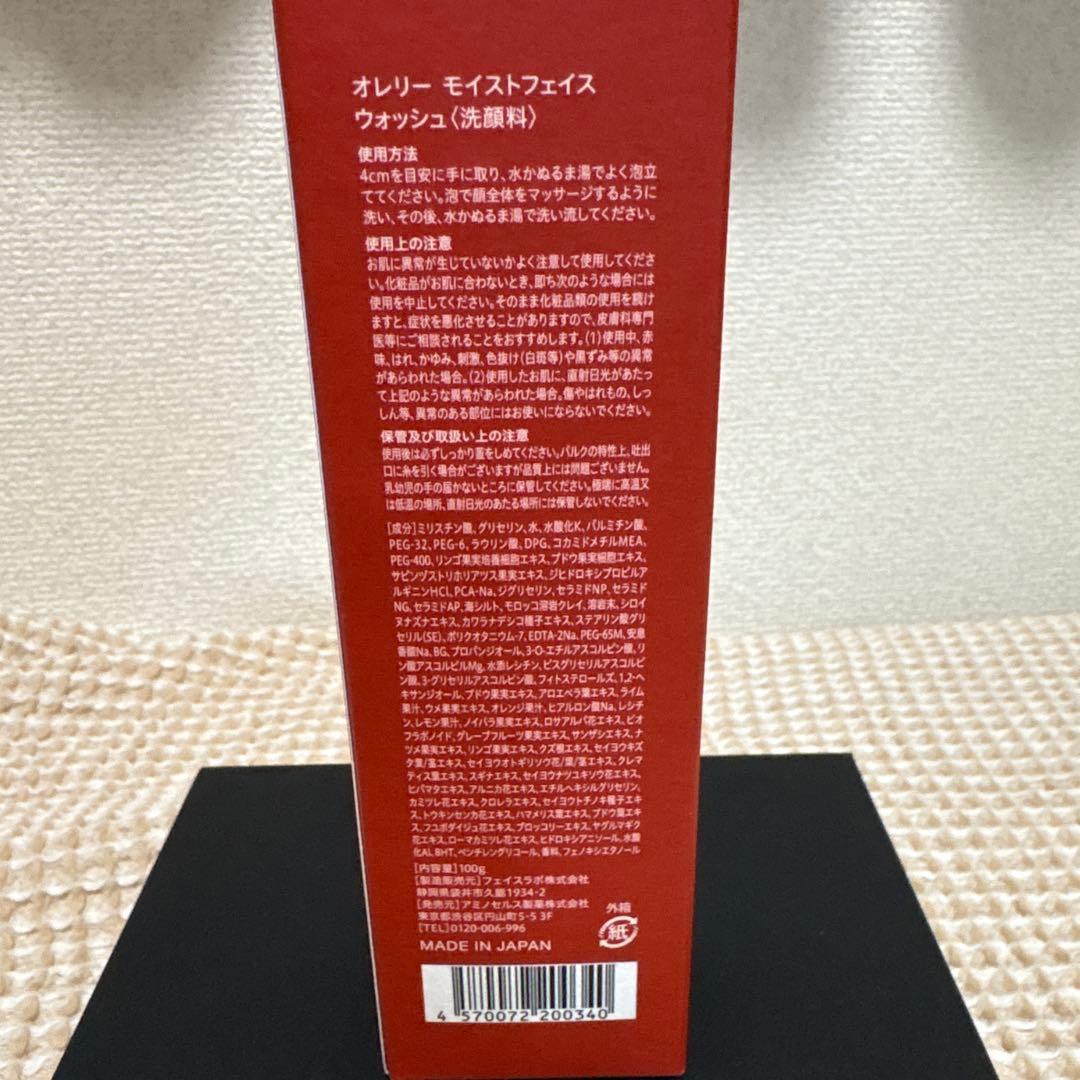 オレリー モイストフェイス
ウォッシュ〈洗顔料〉
使用方法
4cmを目安に手に取り、水かぬるま湯でよく泡立
ててください。泡で顔全体をマッサージするように
洗い、その後、水かぬるま湯で洗い流してください。
使用上の注意
お肌に異常が生じていないかよく注意して使用してくださ
い。化粧品がお肌に合わないとき、即ち次のような場合には
使用を中止してください。そのまま化粧品類の使用を続け
ますと、症状を悪化させることがありますので、皮膚科専門
医等にご相談されることをおすすめします。(1)使用中、赤
味、はれ、かゆみ、刺激、色抜け(白斑等)や黒ずみ等の異常
があらわれた場合。(2)使用したお肌に、直射日光があたっ
て上記のような異常があらわれた場合。傷やはれもの、しっ
しん等、異常のある部位にはお使いにならないでください。
保管及び取扱い上の注意
使用後は必ずしっかり蓋をしめてください。バルクの特性上、吐出
口に糸を引く場合がございますが品質上には問題ございません。
乳幼児の手の届かないところに保管してください。極端に高温又
は低温の場所、直射日光のあたる場所には保管しないでください。
[成分]ミリスチン酸、グリセリン、水、水酸化K、パルミチン酸、
PEG-32、PEG-6、ラウリン酸、DPG、コカミドメチルMEA、
PEG-400、リンゴ果実培養細胞エキス、ブドウ果実細胞エキス、
サピンヅストリホリアツス果実エキス、ジヒドロキシプロピルア
ルギニンHCl、PCA-Na、ジグリセリン、セラミドNP、セラミド
NG、セラミドAP、海シルト、モロッコ溶岩クレイ、溶岩末、シロイ
ヌナズナエキス、カワラナデシコ種子エキス、ステアリン酸グリ
セリル(SE)、ポリクオタニウム-7、EDTA-2Na、PEG-65M、安息
香酸Na、BG、プロパンジオール、3-O-エチルアスコルビン酸、リ
ン酸アスコルビルMg、水添レシチン、ビスグリセリルアスコルビ
ン酸、3-グリセリルアスコルビン酸、フィトステロールズ、1,2-ヘ
キサンジオール、ブドウ果実エキス、アロエベラ葉エキス、ライム
果汁、ウメ果実エキス、オレンジ果汁、ヒアルロン酸Na、レシチ
ン、レモン果汁、ノイバラ果実エキス、ロサアルバ花エキス、ビオ
フラボノイド、グレープフルーツ果実エキス、サンザシエキス、ナ
ツメ果実エキス、リンゴ果実エキス、クズ根エキス、セイヨウキズ
タ葉/茎エキス、セイヨウオトギリソウ花/葉/茎エキス、クレマ
ティス葉エキス、スギナエキス、セイヨウナツユキソウ花エキス、
ヒバマタエキス、アルニカ花エキス、エチルヘキシルグリセリン、
カミツレ花エキス、クロレラエキス、セイヨウトチノキ種子エキ
ス、トウキンセンカ花エキス、ハマメリス葉エキス、ブドウ葉エキ
ス、フユボダイジュ花エキス、ブロッコリーエキス、ヤグルマギク
花エキス、ローマカミツレ花エキス、ヒドロキシアニソール、水酸
化Al、BHT、ペンチレングリコール、香料、フェノキシエタノール
[内容量]100g
[製造販売元]フェイスラボ株式会社
静岡県袋井市久能1934-2
[発売元]アミノセルス製薬株式会社
東京都渋谷区円山町5-5 3F
[TEL]0120-006-996
MADE IN JAPAN
外箱
紙
4 570072 200340